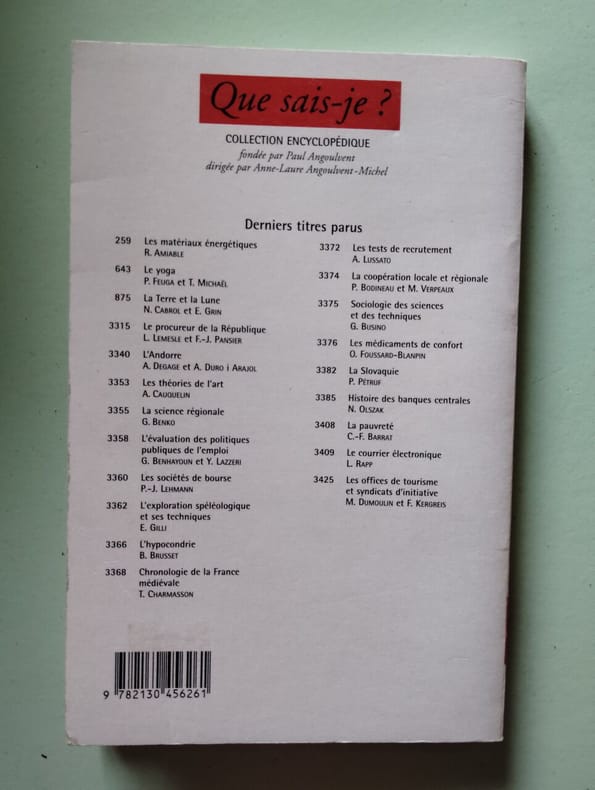 Que sais-je ?
COLLECTION ENCYCLOPÉDIQUE
fondée par Paul Angoulvent
dirigée par Anne-Laure Angoulvent-Michel
Derniers titres parus
259 Les matériaux énergétiques
R. AMIABLE
643 Le yoga
P. FEUGA et T. MICHAËL
875 La Terre et la Lune
N. CABROL et E. GRIN
3315 Le procureur de la République
L. LEMESLE et F.-J. PANSIER
3340 L'Andorre
A. DEGAGE et A. DURO i ARAJOL
3353 Les théories de l'art
A. CAUQUELIN
3355 La science régionale
G. BENKO
3358 L'évaluation des politiques
publiques de l'emploi
G. BENHAYOUN et Y. LAZZERI
3360 Les sociétés de bourse
P.-J. LEHMANN
3362 L'exploration spéléologique
et ses techniques
E. GILLI
3366 L'hypocondrie
B. BRUSSET
3368 Chronologie de la France
médiévale
T. CHARMASSON
3372 Les tests de recrutement
A. LUSSATO
3374 La coopération locale et régionale
P. BODINEAU et M. VERPEAUX
3375 Sociologie des sciences
et des techniques
G. BUSINO
3376 Les médicaments de confort
O. FOUSSARD-BLANPIN
3382 La Slovaquie
P. PETRUF
3385 Histoire des banques centrales
N. OLSZAK
3408 La pauvreté
C.-F. BARRAT
3409 Le courrier électronique
L. RAPP
3425 Les offices de tourisme
et syndicats d'initiative
M. DUMOULIN et F. KERGREIS
9 782130 456261